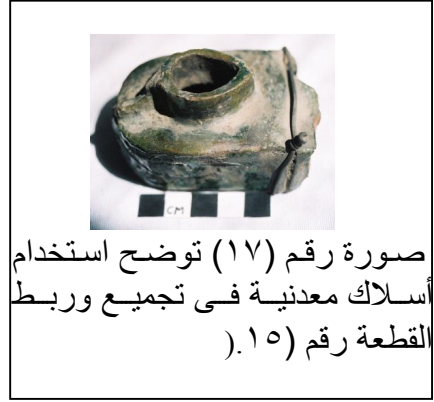 CM
صورة رقم (١٧) توضح استخدام
أسلاك معدنية فى تجميع وربط
القطعة رقم (١٥).(